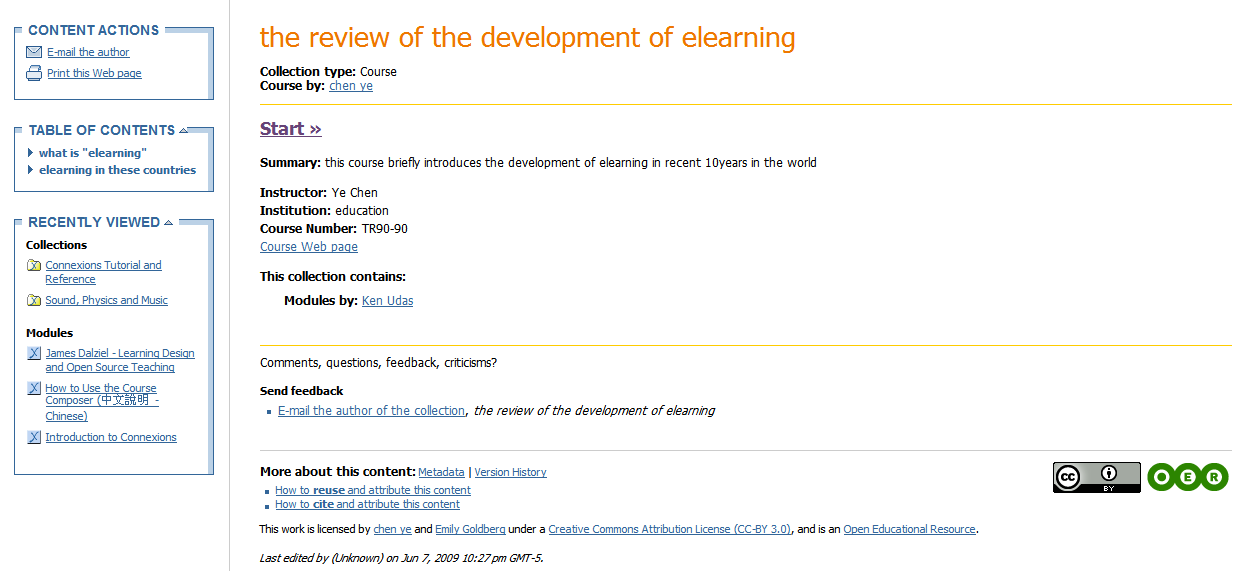 CONTENT ACTIONS
E-mail the author
Print this Web page
TABLE OF CONTENTS
what is "elearning"
elearning in these countries
RECENTLY VIEWED
Collections
Connexions Tutorial and
Reference
Sound, Physics and Music
Modules
James Dalziel - Learning Design
and Open Source Teaching
How to Use the Course
Composer (中文說明 -
Chinese)
Introduction to Connexions
the review of the development of elearning
Collection type: Course
Course by: chen ye
Start »
Summary: this course briefly introduces the development of elearning in recent 10years in the world
Instructor: Ye Chen
Institution: education
Course Number: TR90-90
Course Web page
This collection contains:
Modules by: Ken Udas
Comments, questions, feedback, criticisms?
Send feedback
E-mail the author of the collection, the review of the development of elearning
More about this content: Metadata | Version History
How to reuse and attribute this content
How to cite and attribute this content
cc BY OER
This work is licensed by chen ye and Emily Goldberg under a Creative Commons Attribution License (CC-BY 3.0), and is an Open Educational Resource.
Last edited by (Unknown) on Jun 7, 2009 10:27 pm GMT-5.